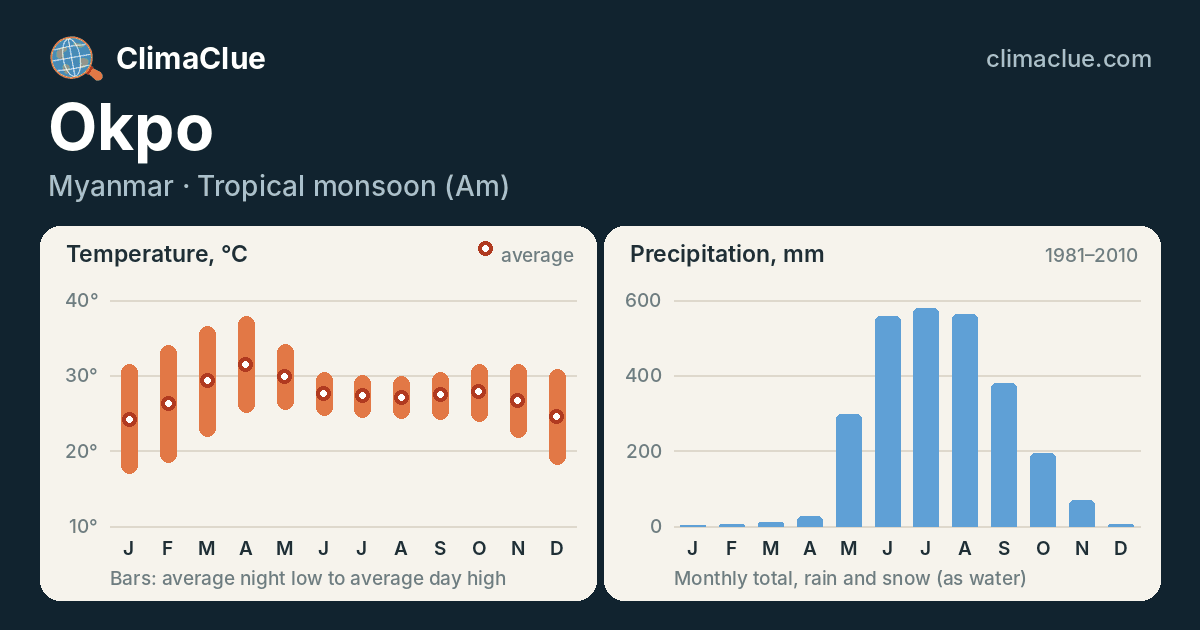 ClimaClue
climaclue.com
Okpo
Myanmar · Tropical monsoon (Am)
Temperature, °C
average
40°
30°
20°
10°
J F M A M J J A S O N D
Bars: average night low to average day high
Precipitation, mm
1981–2010
600
400
200
0
J F M A M J J A S O N D
Monthly total, rain and snow (as water)